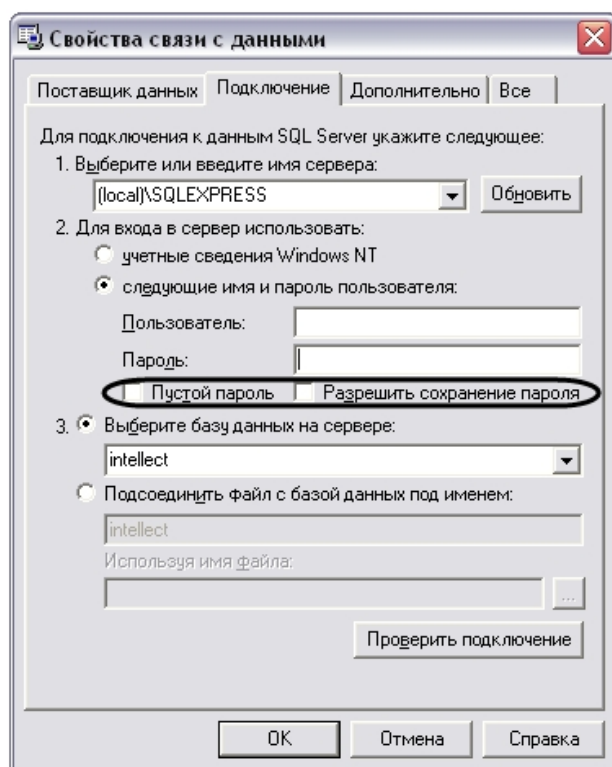 Свойства связи с данными
Поставщик данных Подключение Дополнительно Все
Для подключения к данным SQL Server укажите следующее:
1. Выберите или введите имя сервера:
(local)\SQLEXPRESS Обновить
2. Для входа в сервер использовать:
учетные сведения Windows NT
следующие имя и пароль пользователя:
Пользователь:
Пароль:
Пустой пароль Разрешить сохранение пароля
3. Выберите базу данных на сервере:
intellect
Подсоединить файл с базой данных под именем:
intellect
Используя имя файла:
...
Проверить подключение
OK Отмена Справка